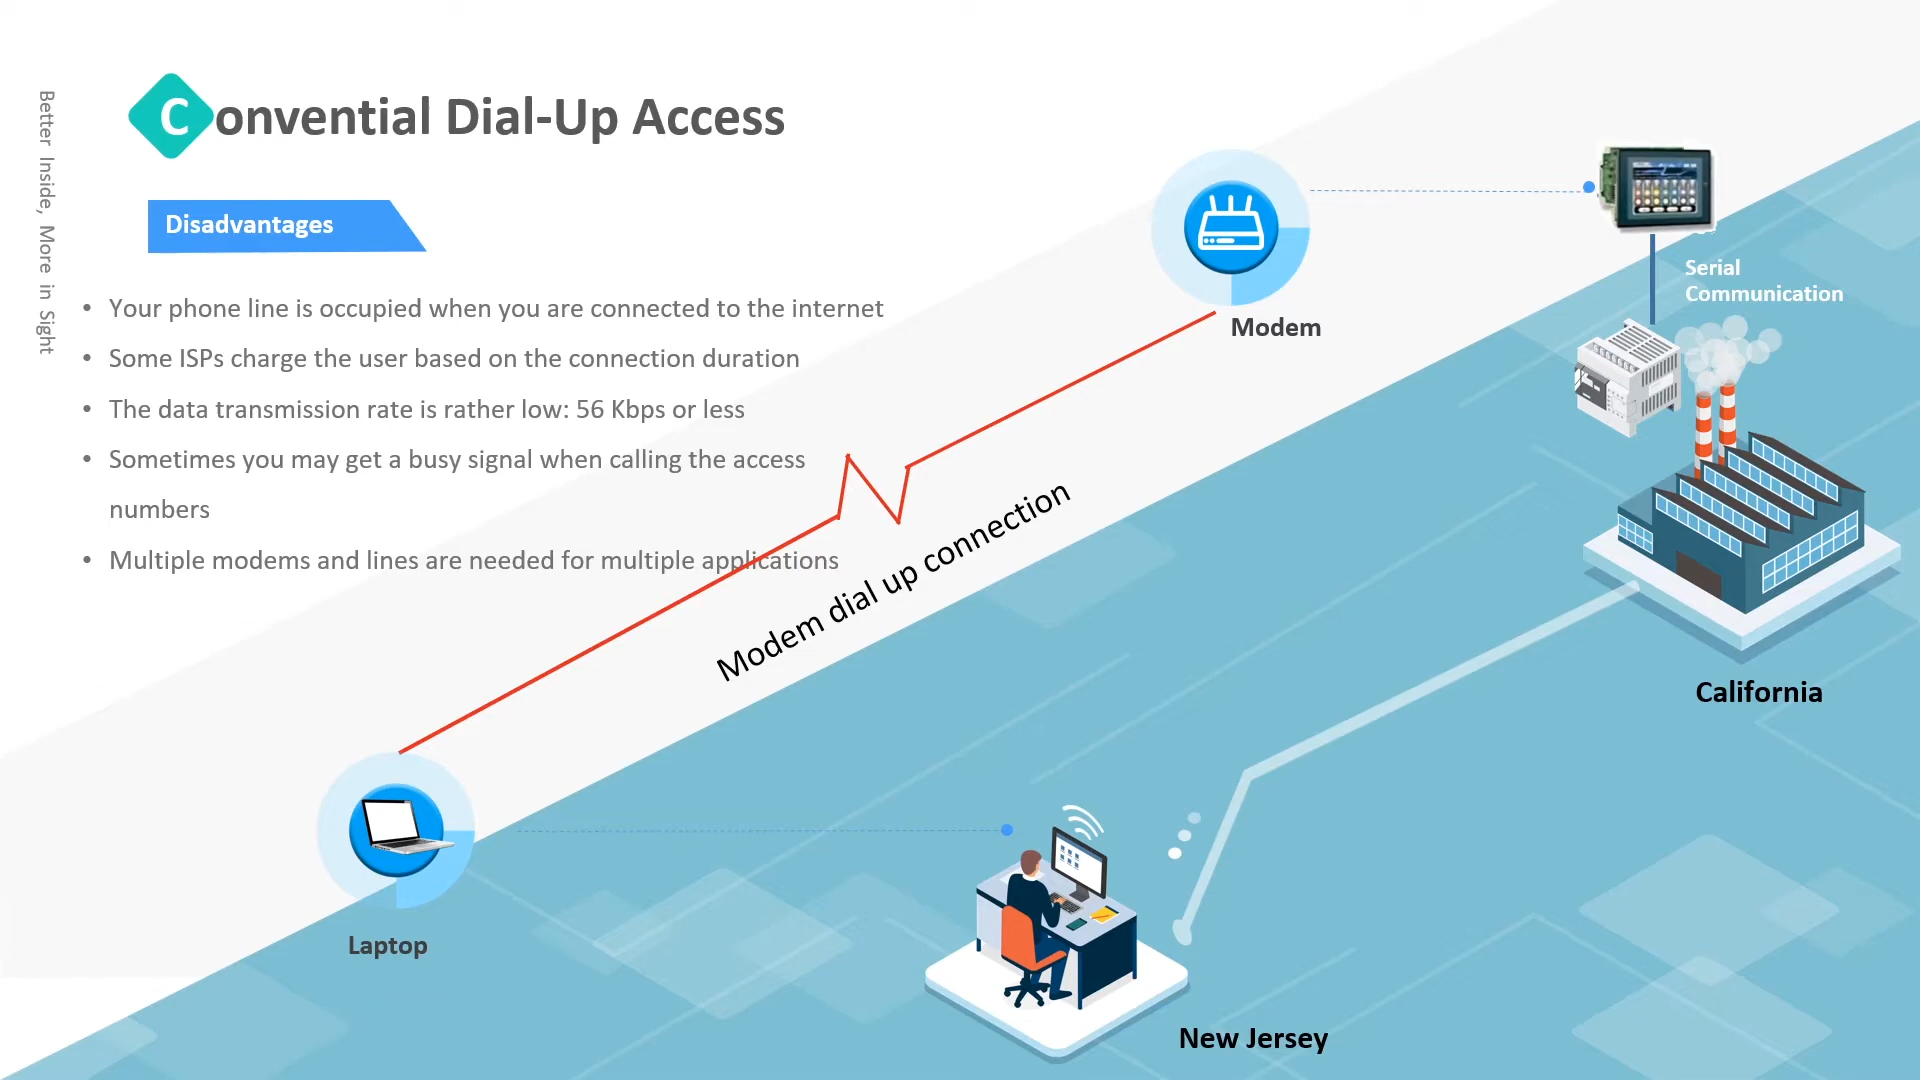 Better Inside, More in Sight
Convential Dial-Up Access
Disadvantages
• Your phone line is occupied when you are connected to the internet
• Some ISPs charge the user based on the connection duration
• The data transmission rate is rather low: 56 Kbps or less
• Sometimes you may get a busy signal when calling the access
numbers
• Multiple modems and lines are needed for multiple applications
Modem
Serial
Communication
Modem dial up connection
California
Laptop
New Jersey